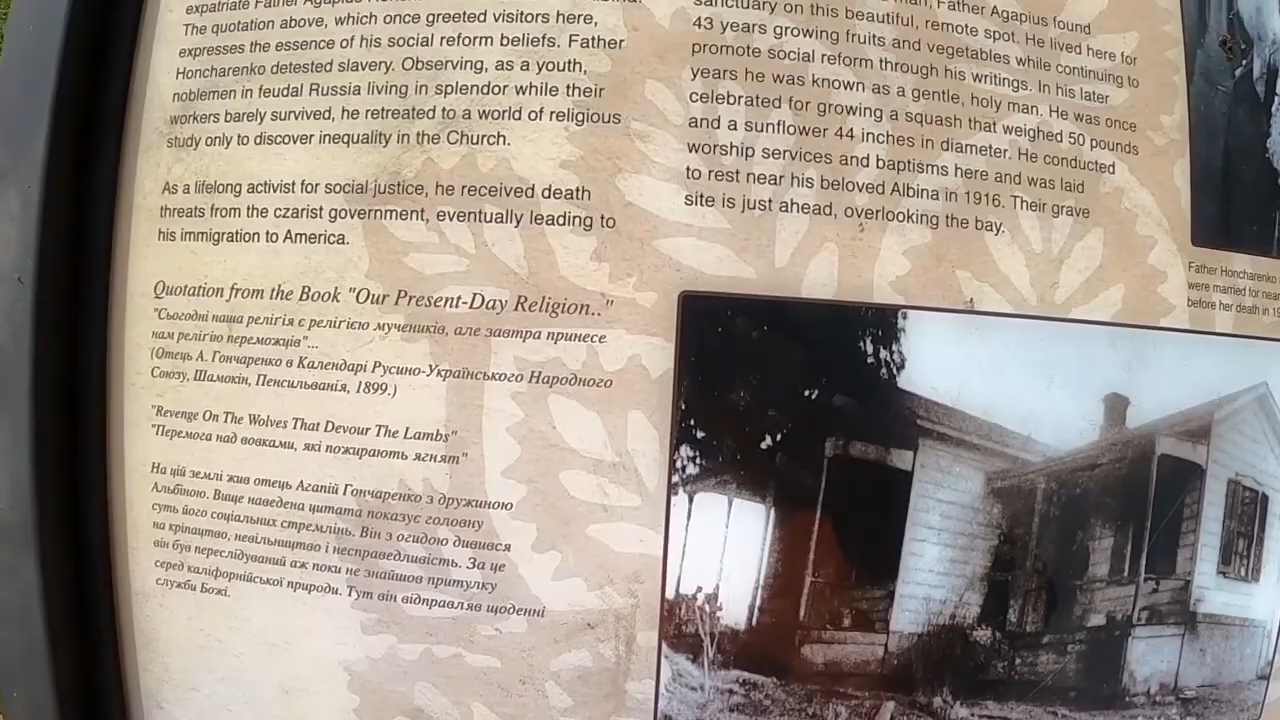 expatriate Father Agapius
The quotation above, which once greeted visitors here,
expresses the essence of his social reform beliefs. Father
Honcharenko detested slavery. Observing, as a youth,
noblemen in feudal Russia living in splendor while their
workers barely survived, he retreated to a world of religious
study only to discover inequality in the Church.
As a lifelong activist for social justice, he received death
threats from the czarist government, eventually leading to
his immigration to America.
Quotation from the Book "Our Present-Day Religion.."
"Сьогодні наша релігія є релігією мучеників, але завтра принесе
нам релігію переможців"...
(Отець А. Гончаренко в Календарі Русино-Українського Народного
Союзу, Шамокін, Пенсильванія, 1899.)
"Revenge On The Wolves That Devour The Lambs"
"Перемога над вовками, які пожирають ягнят"
На цій землі жив отець Агапій Гончаренко з дружиною
Альбіною. Вище наведена цитата показує головну
суть його соціальних стремлінь. Він з огидою дивився
на кріпацтво, невільництво і несправедливість. За це
він був переслідуваний аж поки не знайшов притулку
серед каліфорнійської природи. Тут він відправляв щоденні
служби Божі.
Father Agapius found
sanctuary on this beautiful, remote spot. He lived here for
43 years growing fruits and vegetables while continuing to
promote social reform through his writings. In his later
years he was known as a gentle, holy man. He was once
celebrated for growing a squash that weighed 50 pounds
and a sunflower 44 inches in diameter. He conducted
worship services and baptisms here and was laid
to rest near his beloved Albina in 1916. Their grave
site is just ahead, overlooking the bay.
Father Honcharenko
were married for
before her death in